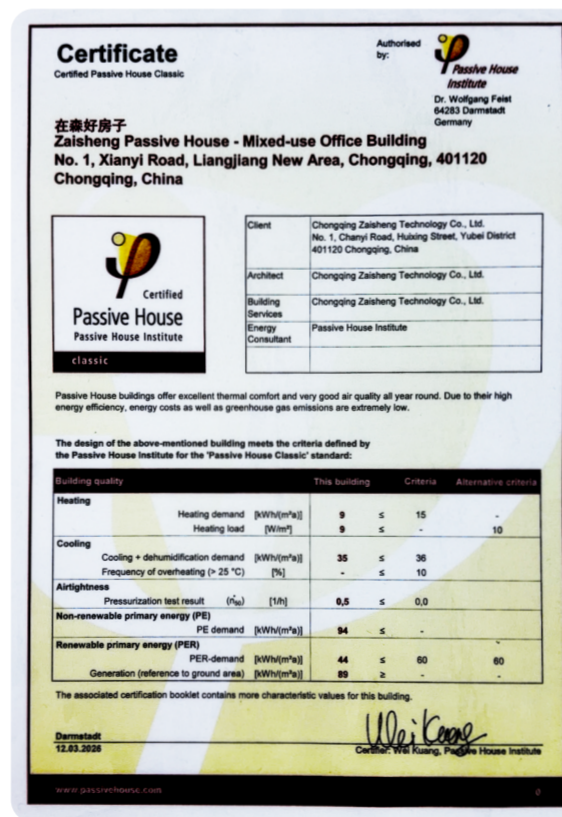 Certificate
Certified Passive House Classic
Authorised by:
Passive House Institute
Dr. Wolfgang Feist
64283 Darmstadt
Germany
在森好房子
Zaisheng Passive House - Mixed-use Office Building
No. 1, Xianyi Road, Liangjiang New Area, Chongqing, 401120
Chongqing, China
Certified
Passive House
Passive House Institute
classic
Client Chongqing Zaisheng Technology Co., Ltd.
No. 1, Chanyi Road, Huixing Street, Yubei District
401120 Chongqing, China
Architect Chongqing Zaisheng Technology Co., Ltd.
Building Services Chongqing Zaisheng Technology Co., Ltd.
Energy Consultant Passive House Institute
Passive House buildings offer excellent thermal comfort and very good air quality all year round. Due to their high
energy efficiency, energy costs as well as greenhouse gas emissions are extremely low.
The design of the above-mentioned building meets the criteria defined by
the Passive House Institute for the 'Passive House Classic' standard:
Building quality This building Criteria Alternative criteria
Heating
Heating demand [kWh/(m²a)] 9 ≤ 15 -
Heating load [W/m²] 9 ≤ - 10
Cooling
Cooling + dehumidification demand [kWh/(m²a)] 35 ≤ 36
Frequency of overheating (> 25 °C) [%] - ≤ 10
Airtightness
Pressurization test result (n50) [1/h] 0,5 ≤ 0,0
Non-renewable primary energy (PE)
PE demand [kWh/(m²a)] 94 ≤ -
Renewable primary energy (PER)
PER-demand [kWh/(m²a)] 44 ≤ 60 60
Generation (reference to ground area) [kWh/(m²a)] 89 ≥ - -
The associated certification booklet contains more characteristic values for this building.
Wei Kuang
Darmstadt
12.03.2026
Certifier: Wei Kuang, Passive House Institute
www.passivehouse.com
0